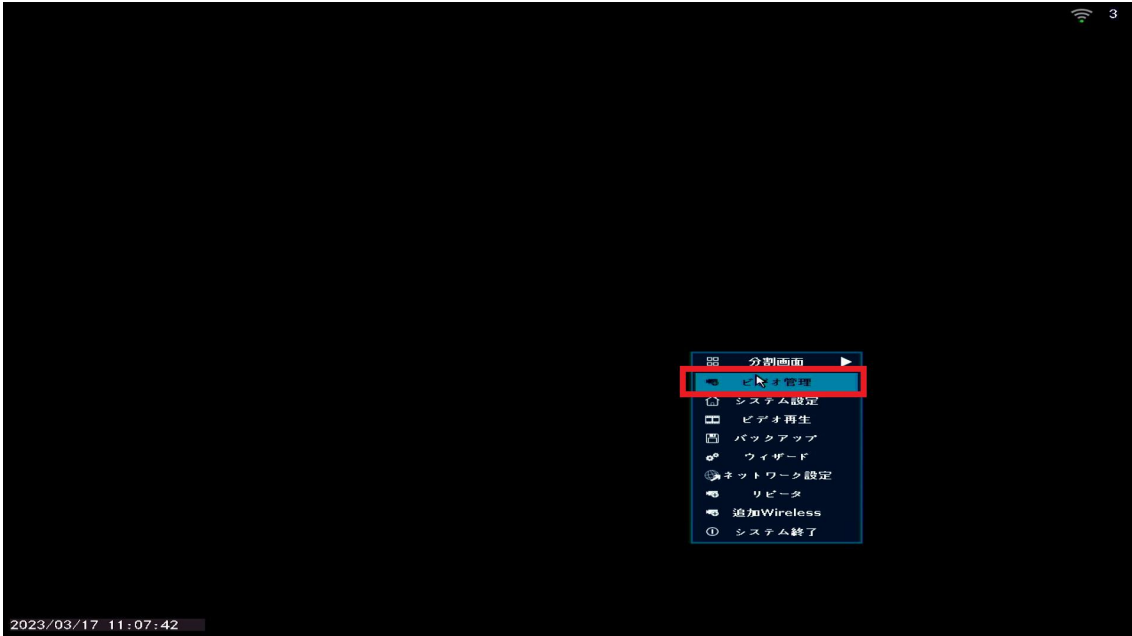 3
分割画面
ビデオ管理
システム設定
ビデオ再生
バックアップ
ウィザード
ネットワーク設定
リピータ
追加Wireless
システム終了
2023/03/17 11:07:42